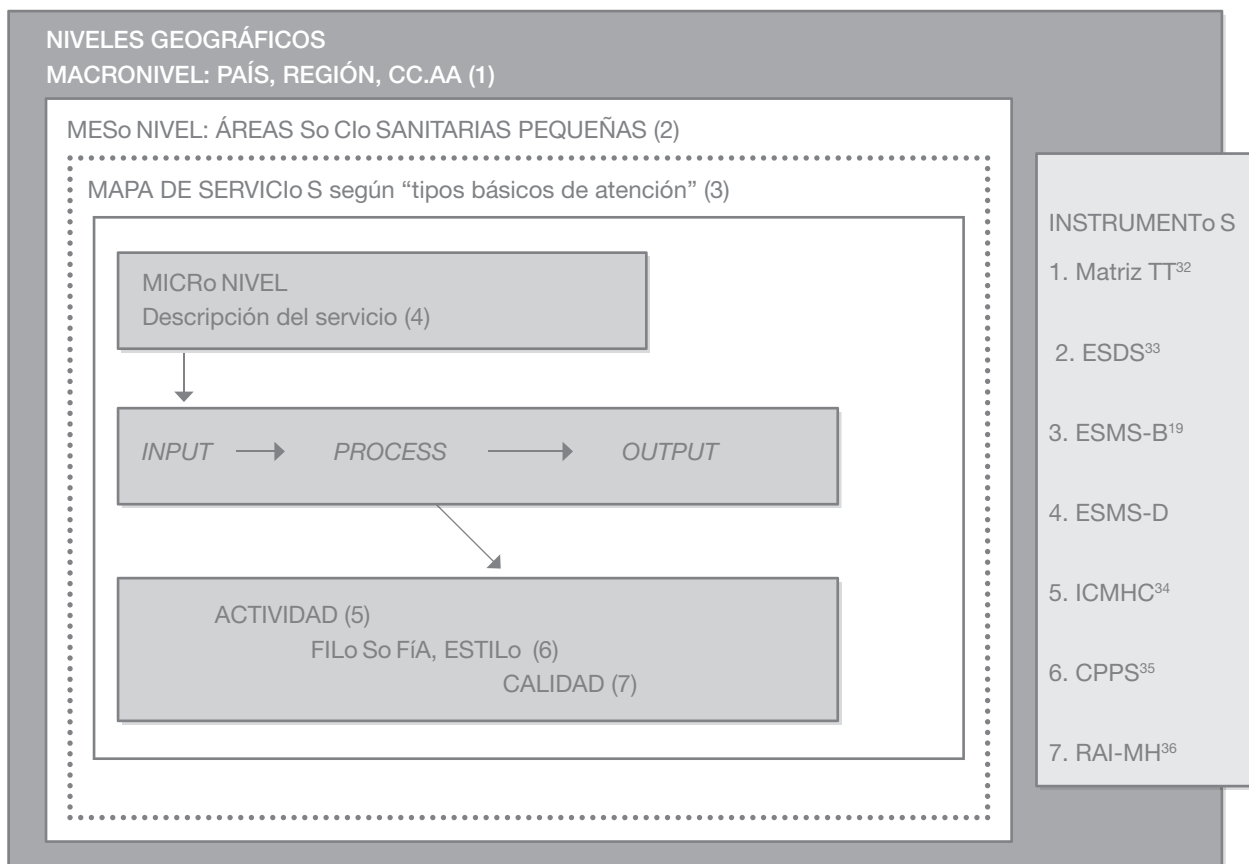 NIVELES GEOGRÁFICOS
MACRONIVEL: PAÍS, REGIÓN, CC.AA (1)
MESo NIVEL: ÁREAS So CIo SANITARIAS PEQUEÑAS (2)
MAPA DE SERVICIo S según “tipos básicos de atención” (3)
MICRo NIVEL
Descripción del servicio (4)
INPUT PROCESS OUTPUT
ACTIVIDAD (5)
FILo So FíA, ESTILo (6)
CALIDAD (7)
INSTRUMENTo S
1. Matriz TT32
2. ESDS33
3. ESMS-B19
4. ESMS-D
5. ICMHC34
6. CPPS35
7. RAI-MH36